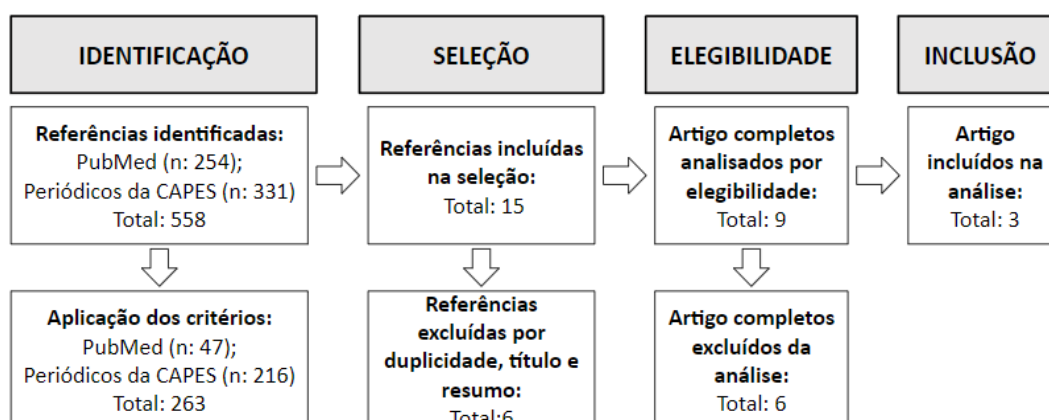 IDENTIFICAÇÃO
SELEÇÃO
ELEGIBILIDADE
INCLUSÃO
Referências identificadas:
PubMed (n: 254);
Periódicos da CAPES (n: 331)
Total: 558
Referências incluídas
na seleção:
Total: 15
Artigo completos
analisados por
elegibilidade:
Total: 9
Artigo
incluídos na
análise:
Total: 3
Aplicação dos critérios:
PubMed (n: 47);
Periódicos da CAPES (n: 216)
Total: 263
Referências
excluídas por
duplicidade, título e
resumo:
Total:6
Artigo completos
excluídos da
análise:
Total: 6